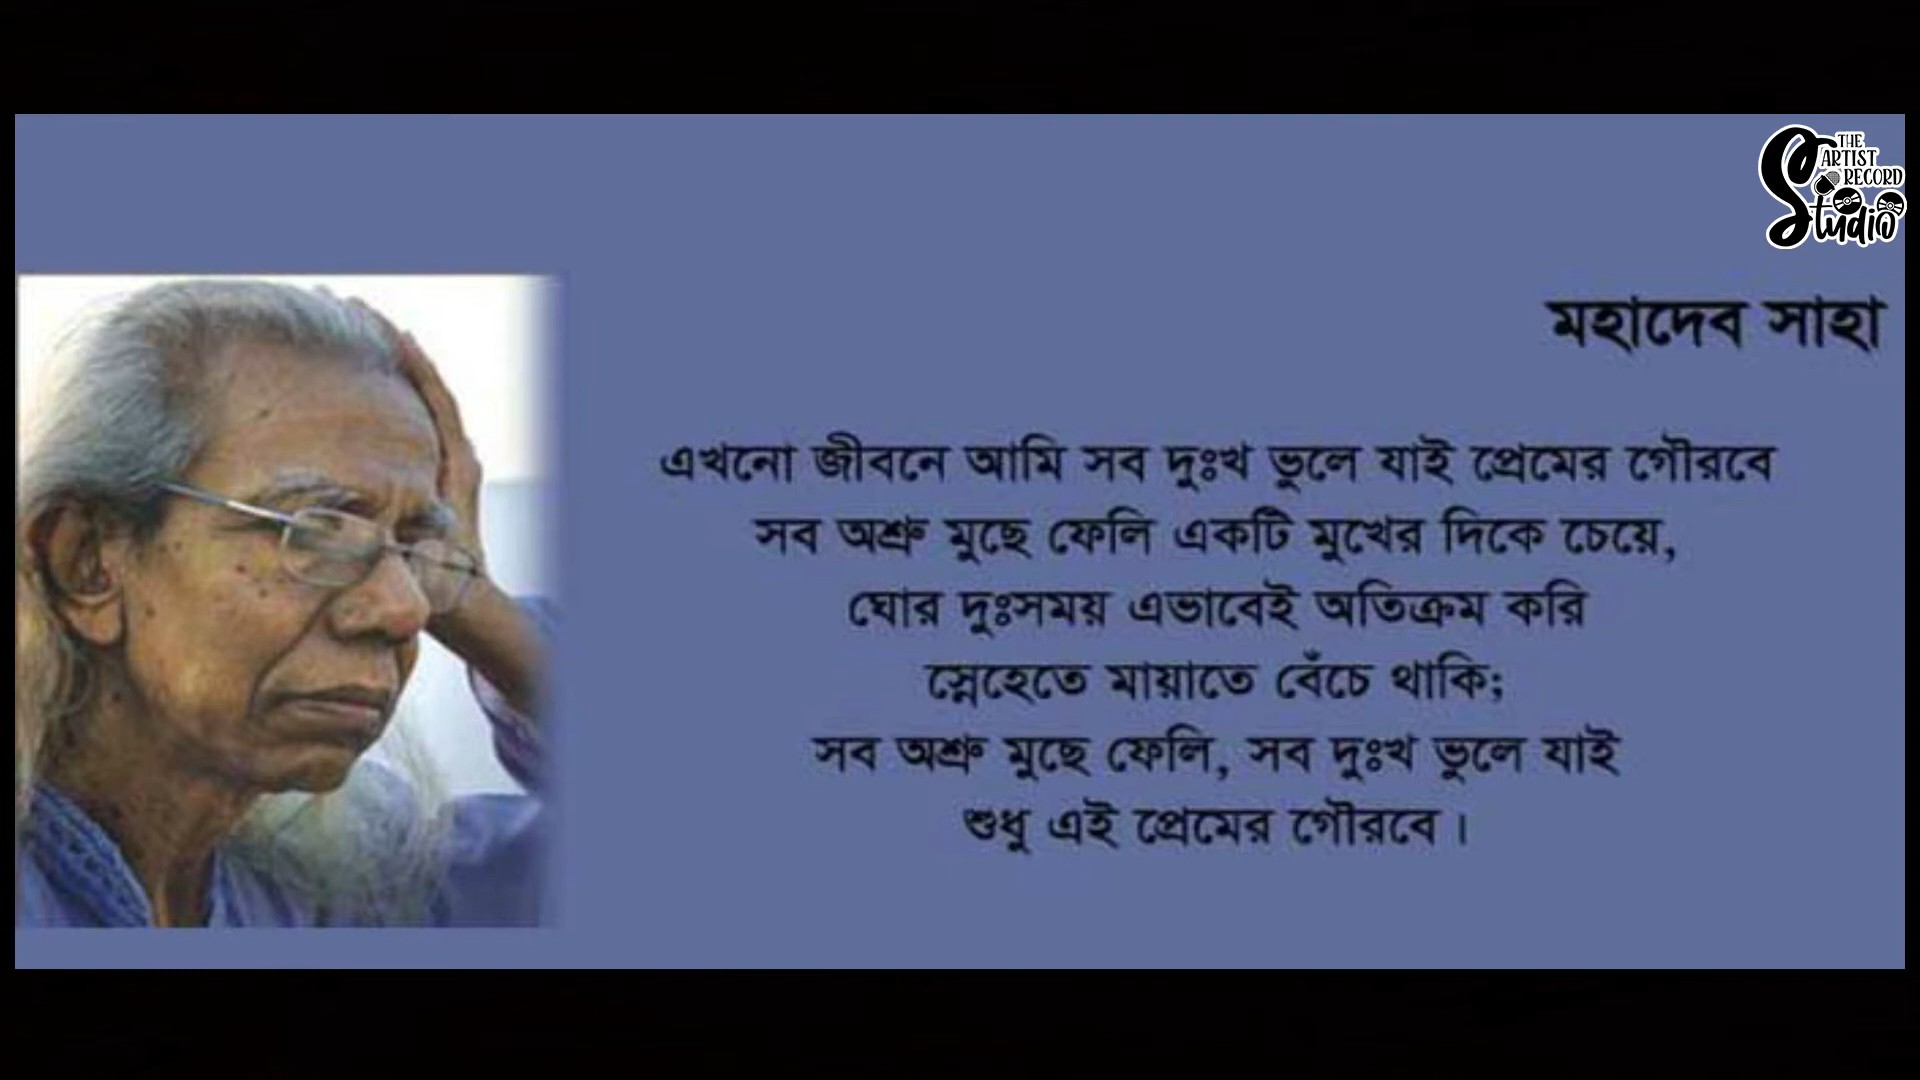 THE
ARTIST
RECORD
Studio
মহাদেব সাহা
এখনো জীবনে আমি সব দুঃখ ভুলে যাই প্রেমের গৌরবে
সব অশ্রু মুছে ফেলি একটি মুখের দিকে চেয়ে,
ঘোর দুঃসময় এভাবেই অতিক্রম করি
স্নেহেতে মায়াতে বেঁচে থাকি;
সব অশ্রু মুছে ফেলি, সব দুঃখ ভুলে যাই
শুধু এই প্রেমের গৌরবে।